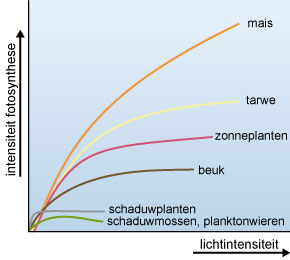 mais
tarwe
zonneplanten
beuk
schaduwplanten
schaduwmossen, planktonwieren
intensiteit fotosynthese
lichtintensiteit